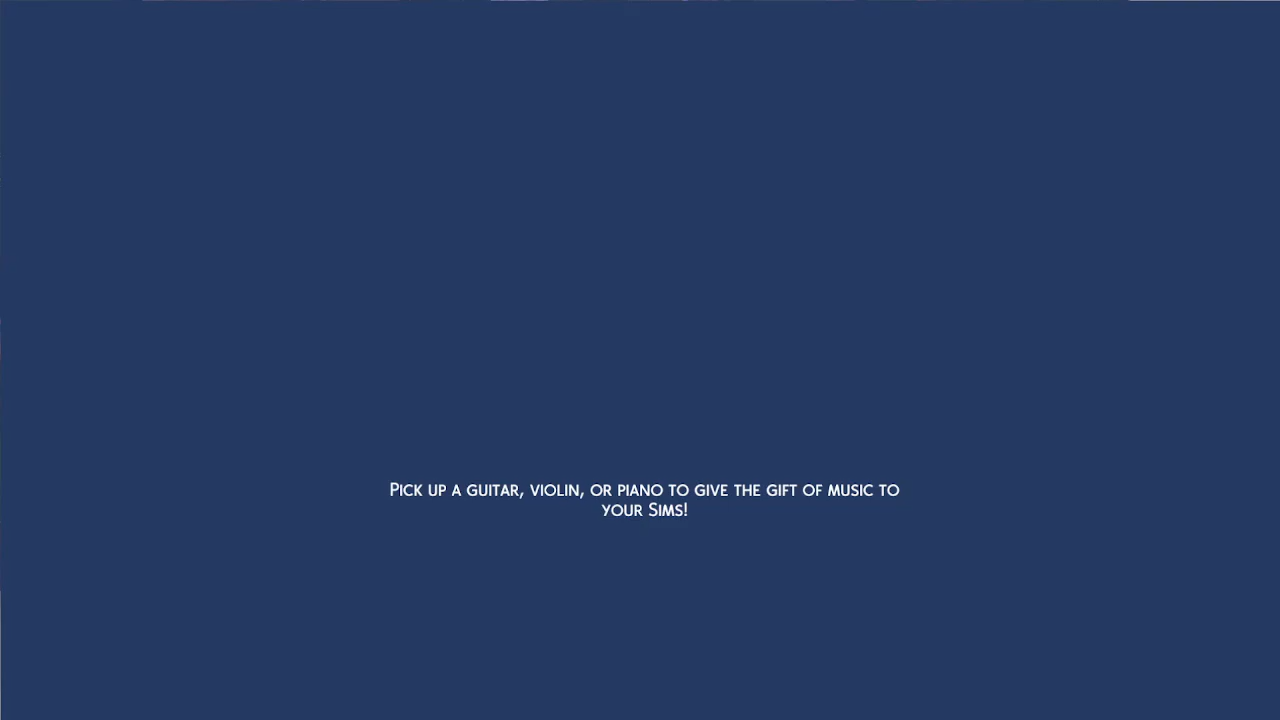 Pick up a guitar, violin, or piano to give the gift of music to
your Sims!